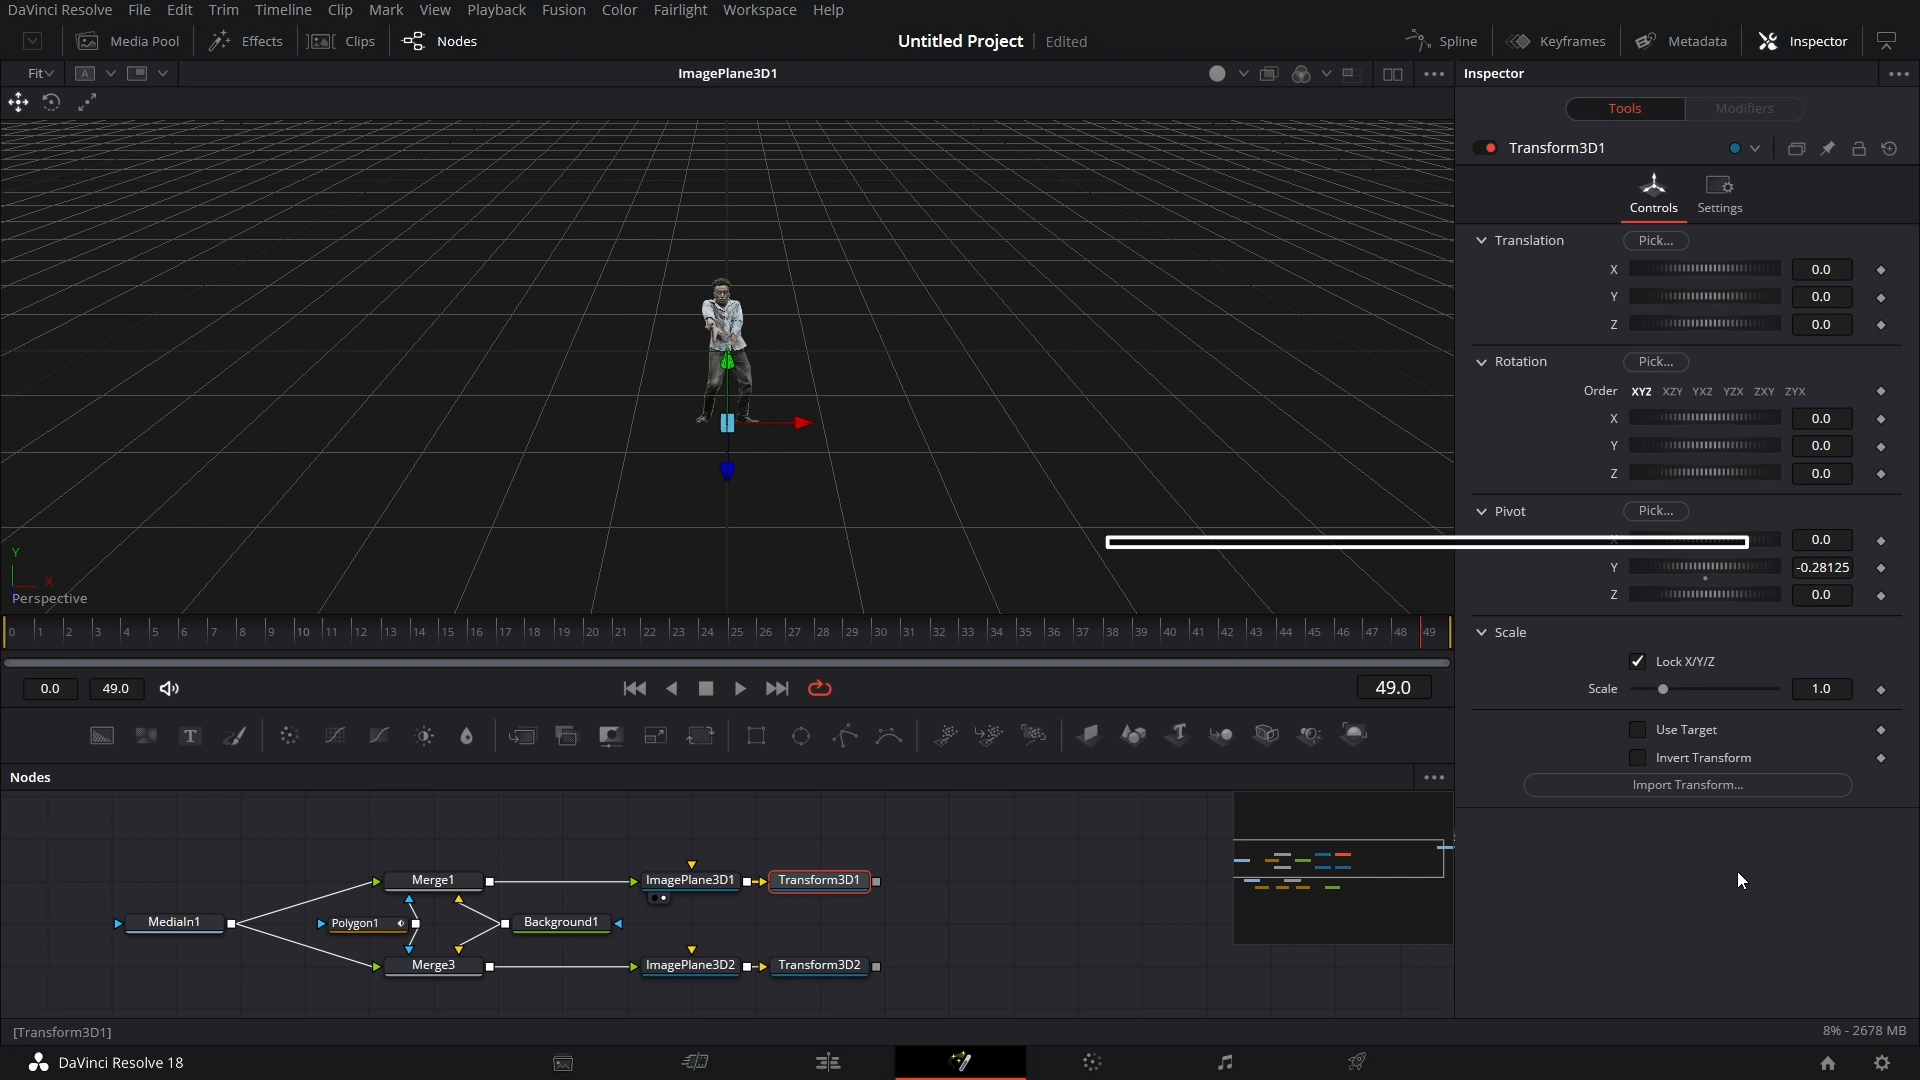 DaVinci Resolve File Edit Trim Timeline Clip Mark View Playback Fusion Color Fairlight Workspace Help
Media Pool Effects Clips Nodes Untitled Project Edited Spline Keyframes Metadata Inspector
Fit A ImagePlane3D1 Inspector
Tools Modifiers
Transform3D1
Controls Settings
Translation Pick...
X 0.0
Y 0.0
Z 0.0
Rotation Pick...
Order XYZ XZY YXZ YZX ZXY ZYX
X 0.0
Y 0.0
Z 0.0
Pivot Pick...
X 0.0
Y -0.28125
Z 0.0
Scale
Lock X/Y/Z
Scale 1.0
Use Target
Invert Transform
Import Transform...
Y
X
Perspective
0 1 2 3 4 5 6 7 8 9 10 11 12 13 14 15 16 17 18 19 20 21 22 23 24 25 26 27 28 29 30 31 32 33 34 35 36 37 38 39 40 41 42 43 44 45 46 47 48 49
0.0 49.0 49.0
T T
Nodes
Merge1 ImagePlane3D1 Transform3D1
MediaIn1 Polygon1 Background1
Merge3 ImagePlane3D2 Transform3D2
[Transform3D1] 8% - 2678 MB
DaVinci Resolve 18